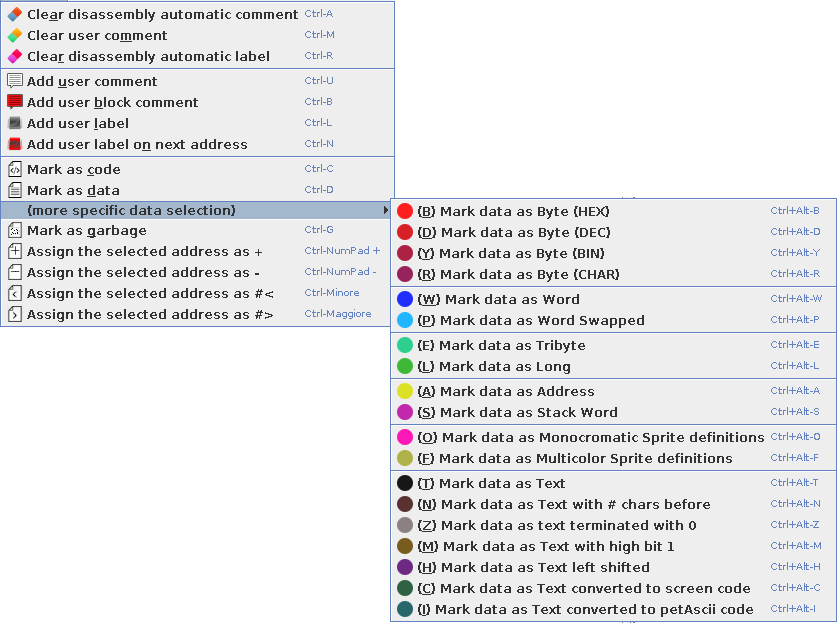 Clear disassembly automatic comment Ctrl-A
Clear user comment Ctrl-M
Clear disassembly automatic label Ctrl-R
Add user comment Ctrl-U
Add user block comment Ctrl-B
Add user label Ctrl-L
Add user label on next address Ctrl-N
Mark as code Ctrl-C
Mark as data Ctrl-D
(more specific data selection)
Mark as garbage Ctrl-G
Assign the selected address as + Ctrl-NumPad +
Assign the selected address as - Ctrl-NumPad -
Assign the selected address as #< Ctrl-Minore
Assign the selected address as #> Ctrl-Maggiore
(B) Mark data as Byte (HEX) Ctrl+Alt-B
(D) Mark data as Byte (DEC) Ctrl+Alt-D
(Y) Mark data as Byte (BIN) Ctrl+Alt-Y
(R) Mark data as Byte (CHAR) Ctrl+Alt-R
(W) Mark data as Word Ctrl+Alt-W
(P) Mark data as Word Swapped Ctrl+Alt-P
(E) Mark data as Tribyte Ctrl+Alt-E
(L) Mark data as Long Ctrl+Alt-L
(A) Mark data as Address Ctrl+Alt-A
(S) Mark data as Stack Word Ctrl+Alt-S
(O) Mark data as Monocromatic Sprite definitions Ctrl+Alt-O
(F) Mark data as Multicolor Sprite definitions Ctrl+Alt-F
(T) Mark data as Text Ctrl+Alt-T
(N) Mark data as Text with # chars before Ctrl+Alt-N
(Z) Mark data as text terminated with 0 Ctrl+Alt-Z
(M) Mark data as Text with high bit 1 Ctrl+Alt-M
(H) Mark data as Text left shifted Ctrl+Alt-H
(C) Mark data as Text converted to screen code Ctrl+Alt-C
(I) Mark data as Text converted to petAscii code Ctrl+Alt-I